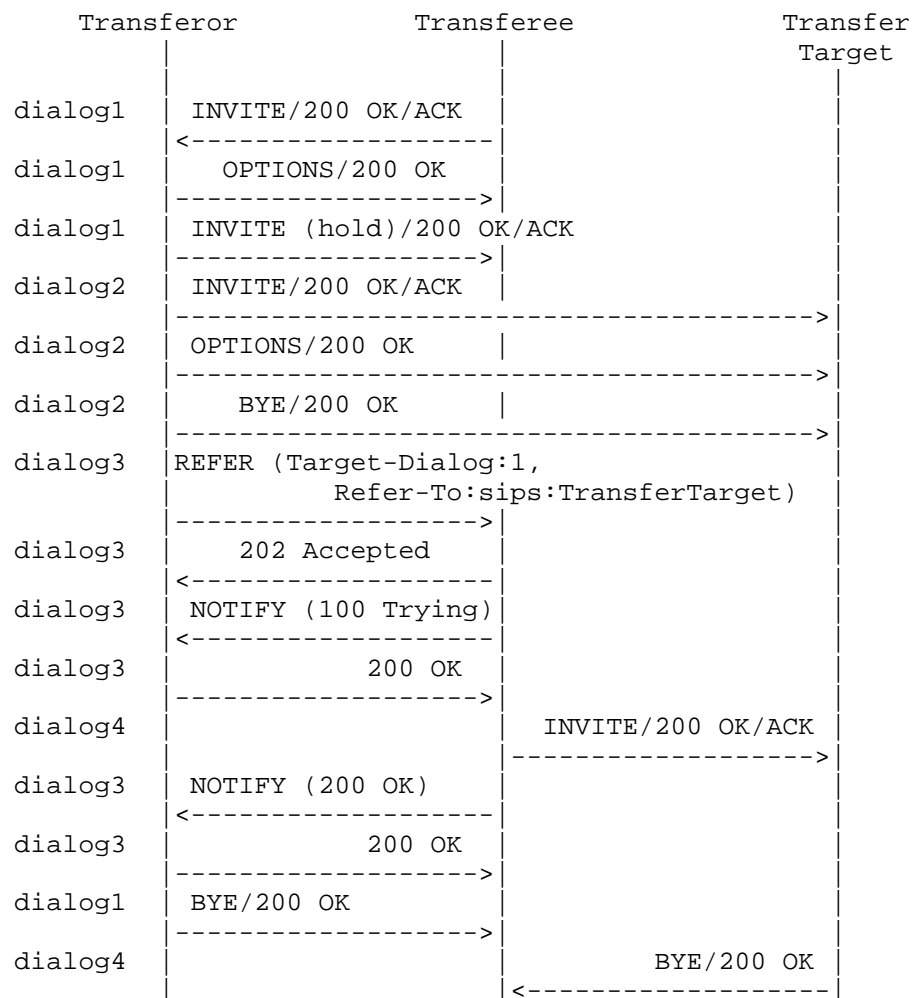 Transferor Transferee Transfer
Target
dialog1 INVITE/200 OK/ACK
dialog1 OPTIONS/200 OK
dialog1 INVITE (hold)/200 OK/ACK
dialog2 INVITE/200 OK/ACK
dialog2 OPTIONS/200 OK
dialog2 BYE/200 OK
dialog3 REFER (Target-Dialog:1,
Refer-To:sips:TransferTarget)
dialog3 202 Accepted
dialog3 NOTIFY (100 Trying)
dialog3 200 OK
dialog4 INVITE/200 OK/ACK
dialog3 NOTIFY (200 OK)
dialog3 200 OK
dialog1 BYE/200 OK
dialog4 BYE/200 OK